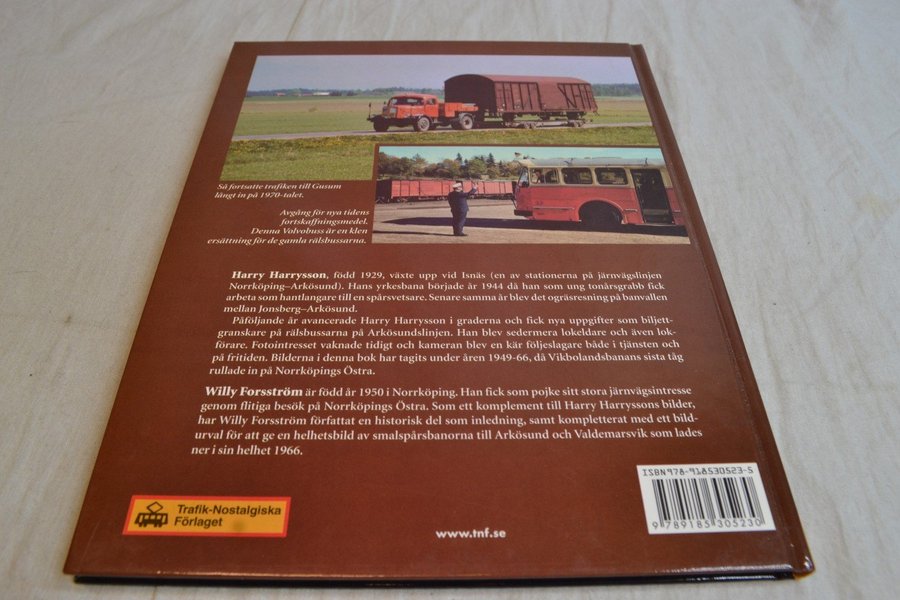 Så fortsatte trafiken till Gusum
långt in på 1970-talet.
Avgång för nya tidens
fortskaffningsmedel.
Denna Volvobuss är en klen
ersättning för de gamla rälsbussarna.
Harry Harrysson, född 1929, växte upp vid Isnäs (en av stationerna på järnvägslinjen
Norrköping–Arkösund). Hans yrkesbana började år 1944 då han som ung tonårsgrabb fick
arbeta som hantlangare till en spårsvetsare. Senare samma år blev det ogräsresning på banvallen
mellan Jonsberg–Arkösund.
Påföljande år avancerade Harry Harrysson i graderna och fick nya uppgifter som biljett-
granskare på rälsbussarna på Arkösundslinjen. Han blev sedermera lokeldare och även lok-
förare. Fotointresset vaknade tidigt och kameran blev en kär följeslagare både i tjänsten och
på fritiden. Bilderna i denna bok har tagits under åren 1949-66, då Vikbolandsbanans sista tåg
rullade in på Norrköpings Östra.
Willy Forsström är född år 1950 i Norrköping. Han fick som pojke sitt stora järnvägsintresse
genom flitiga besök på Norrköpings Östra. Som ett komplement till Harry Harryssons bilder,
har Willy Forsström författat en historisk del som inledning, samt kompletterat med ett bild-
urval för att ge en helhetsbild av smalspårsbanorna till Arkösund och Valdemarsvik som lades
ner i sin helhet 1966.
ISBN978-918530523-5
9 789185 305230
Trafik-Nostalgiska
Förlaget
www.tnf.se